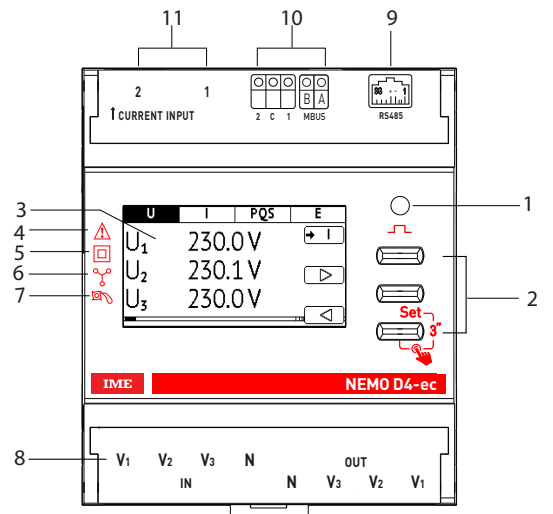 11 10 9
2 1
2 C 1 B A SG + - 1
↑ CURRENT INPUT MBUS RS485
3 U I PQS E 1
4 U₁ 230.0 V → I
5 U₂ 230.1 V ▷ 2
6 U₃ 230.0 V ◁
7 Set 3"
IME NEMO D4-ec
8 V₁ V₂ V₃ N OUT
IN N V₃ V₂ V₁